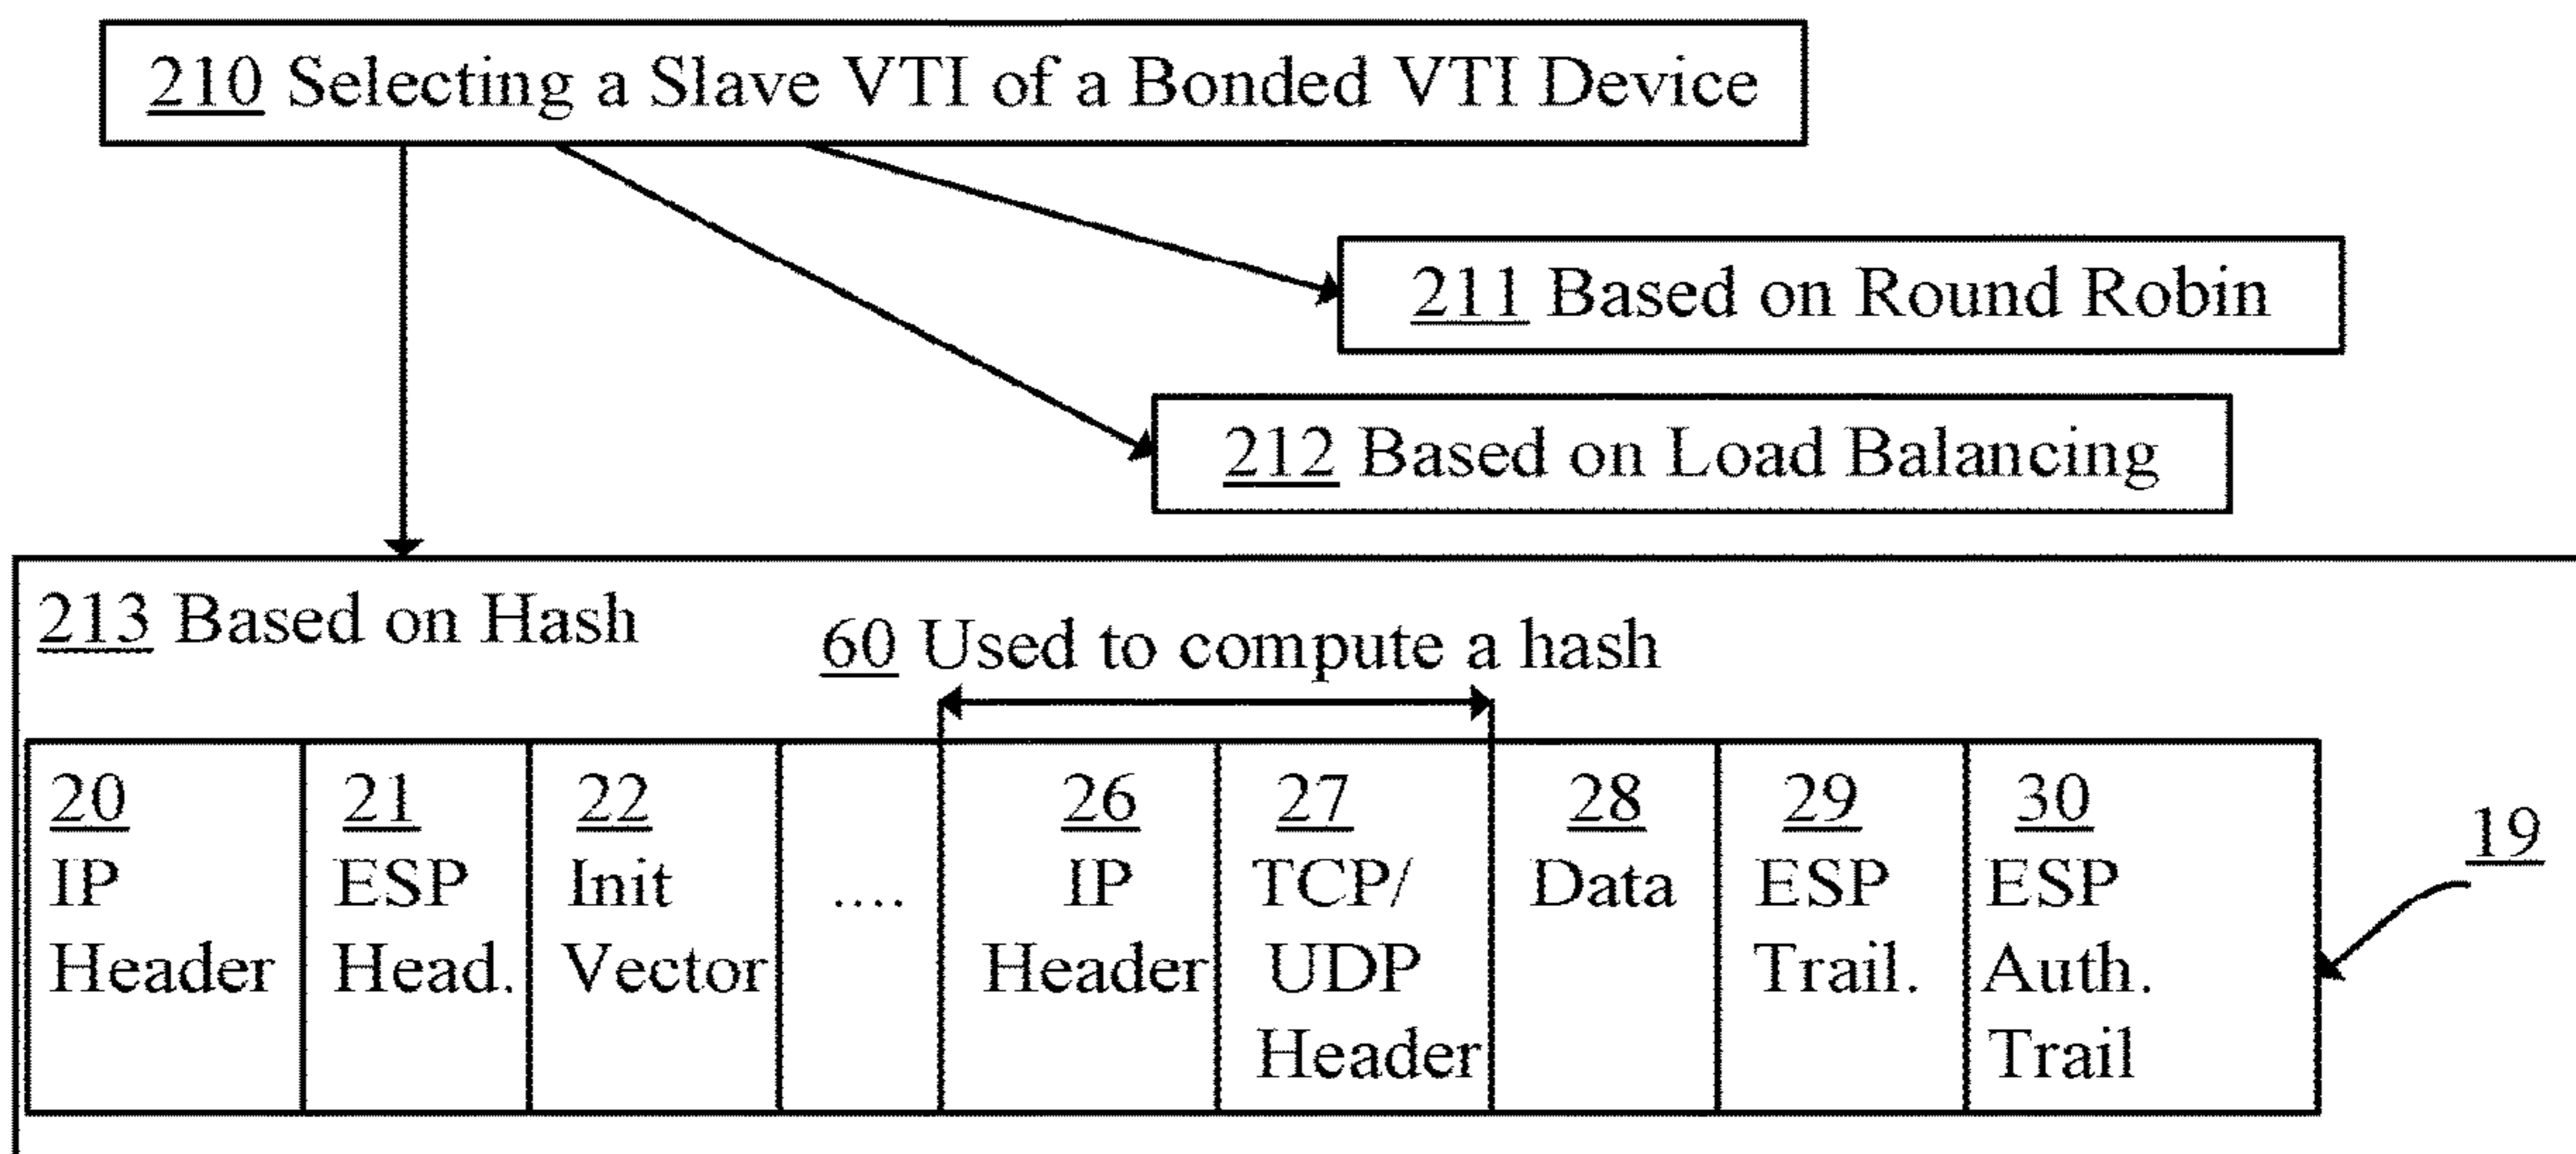 210 Selecting a Slave VTI of a Bonded VTI Device
211 Based on Round Robin
212 Based on Load Balancing
213 Based on Hash
60 Used to compute a hash
20
IP
Header
21
ESP
Head.
22
Init
Vector
....
26
IP
Header
27
TCP/
UDP
Header
28
Data
29
ESP
Trail.
30
ESP
Auth.
Trail
19